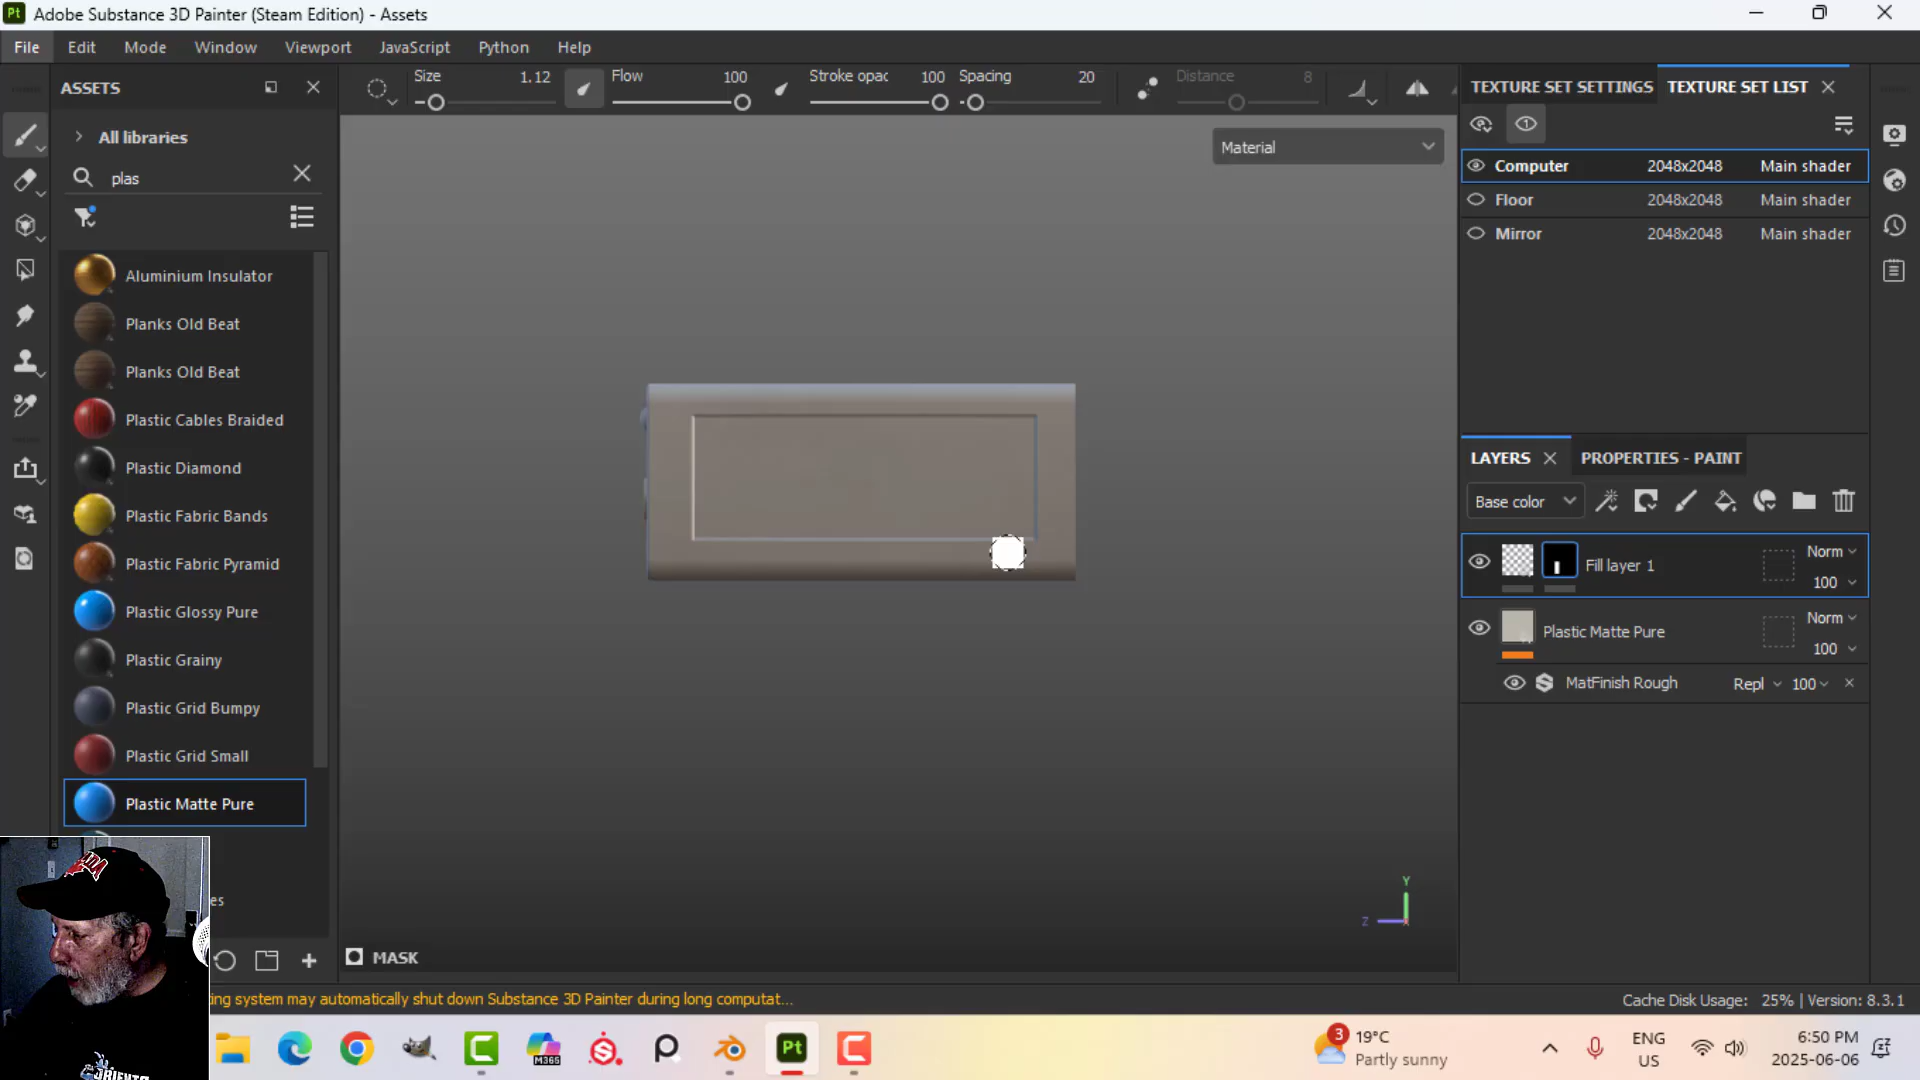 Adobe Substance 3D Painter (Steam Edition) - Assets
File Edit Mode Window Viewport JavaScript Python Help
ASSETS
Size 1.12 Flow 100 Stroke opac 100 Spacing 20 Distance 8
TEXTURE SET SETTINGS TEXTURE SET LIST
All libraries
plas
Material
Computer 2048x2048 Main shader
Floor 2048x2048 Main shader
Mirror 2048x2048 Main shader
Aluminium Insulator
Planks Old Beat
Planks Old Beat
Plastic Cables Braided
Plastic Diamond
Plastic Fabric Bands
Plastic Fabric Pyramid
Plastic Glossy Pure
Plastic Grainy
Plastic Grid Bumpy
Plastic Grid Small
Plastic Matte Pure
es
LAYERS PROPERTIES - PAINT
Base color
Fill layer 1 Norm 100
Plastic Matte Pure Norm 100
MatFinish Rough Repl 100
Y
Z
MASK
ing system may automatically shut down Substance 3D Painter during long computat...
Cache Disk Usage: 25% | Version: 8.3.1
M365
Pt
3
19°C
Partly sunny
ENG
US
6:50 PM
2025-06-06